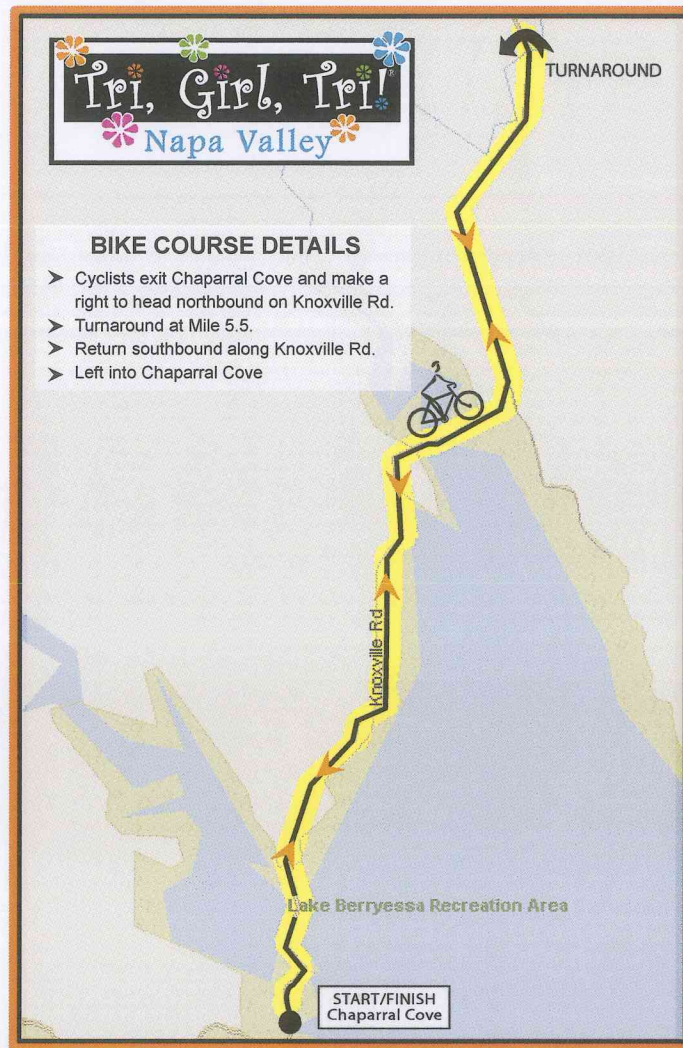 Tri, Girl, Tri!®
Napa Valley
TURNAROUND
BIKE COURSE DETAILS
➤ Cyclists exit Chaparral Cove and make a
right to head northbound on Knoxville Rd.
➤ Turnaround at Mile 5.5.
➤ Return southbound along Knoxville Rd.
➤ Left into Chaparral Cove
Knoxville Rd
Lake Berryessa Recreation Area
START/FINISH
Chaparral Cove